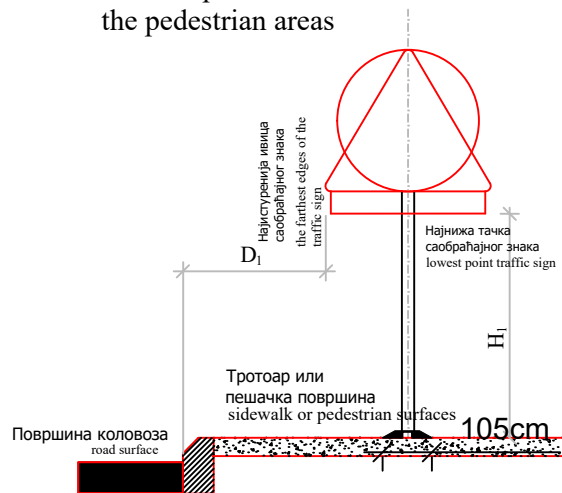 the pedestrian areas
Најистуренија ивица
саобраћајног знака
the farthest edges of the
traffic sign
D1
Најнижа тачка
саобраћајног знака
lowest point traffic sign
H1
Тротоар или
пешачка површина
sidewalk or pedestrian surfaces
105cm
Површина коловоза
road surface